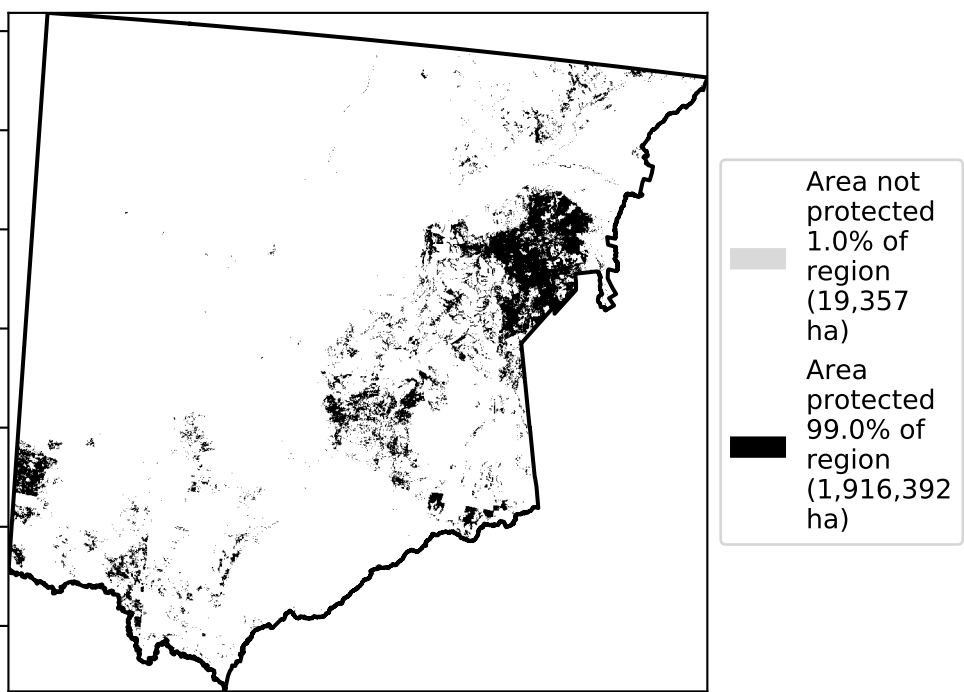 Area not
protected
1.0% of
region
(19,357
ha)
Area
protected
99.0% of
region
(1,916,392
ha)